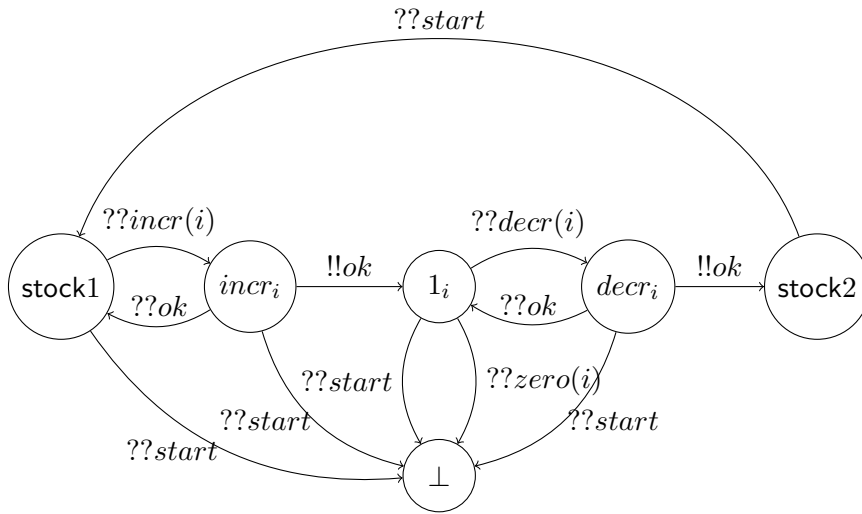 ??start
??incr(i)
??decr(i)
!!ok
!!ok
stock1
incr_i
1_i
decr_i
stock2
??ok
??ok
??start
??zero(i)
??start
??start
??start
⊥